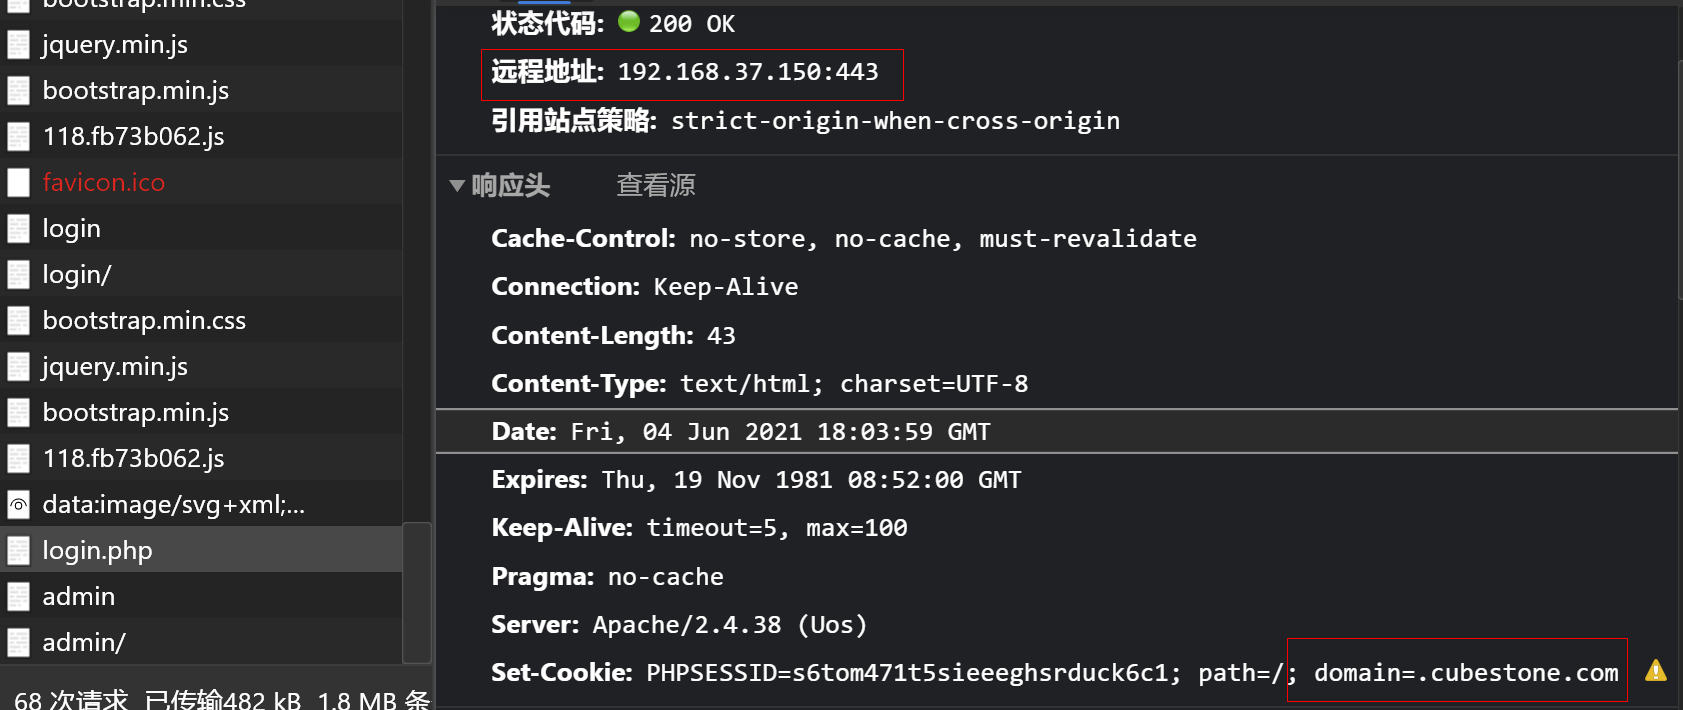 bootstrap.min.css
jquery.min.js
bootstrap.min.js
118.fb73b062.js
favicon.ico
login
login/
bootstrap.min.css
jquery.min.js
bootstrap.min.js
118.fb73b062.js
data:image/svg+xml;...
login.php
admin
admin/
68 次请求 已传输482 kB 1.8 MB 条
状态代码: 200 OK
远程地址: 192.168.37.150:443
引用站点策略: strict-origin-when-cross-origin
响应头 查看源
Cache-Control: no-store, no-cache, must-revalidate
Connection: Keep-Alive
Content-Length: 43
Content-Type: text/html; charset=UTF-8
Date: Fri, 04 Jun 2021 18:03:59 GMT
Expires: Thu, 19 Nov 1981 08:52:00 GMT
Keep-Alive: timeout=5, max=100
Pragma: no-cache
Server: Apache/2.4.38 (Uos)
Set-Cookie: PHPSESSID=s6tom471t5sieeeghsrduck6c1; path=/; domain=.cubestone.com